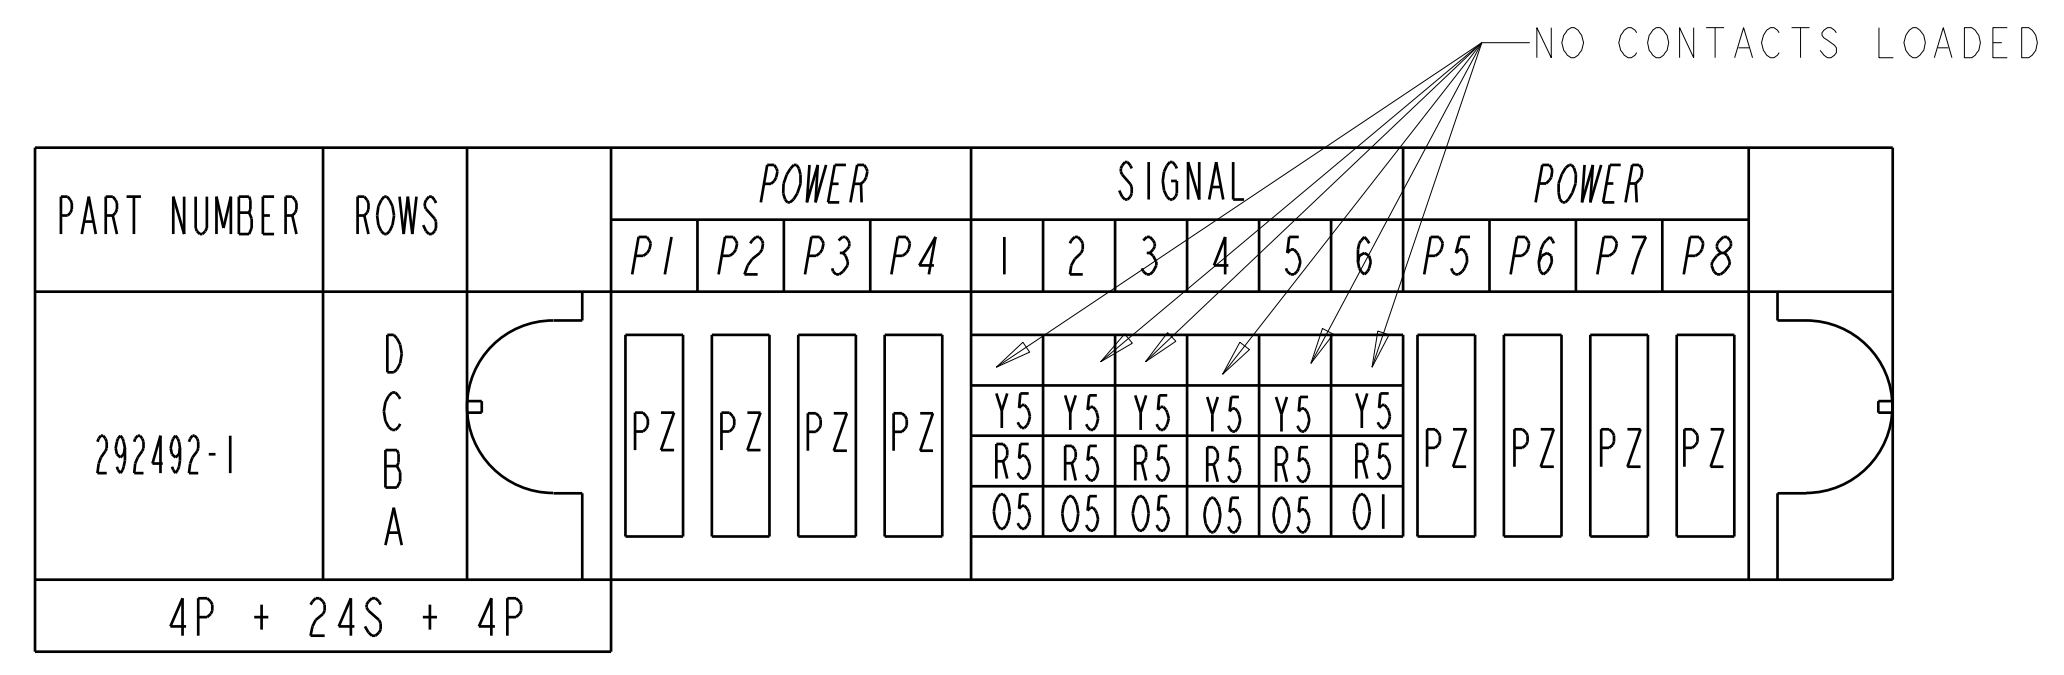 NO CONTACTS LOADED
PART NUMBER ROWS POWER SIGNAL POWER
P1 P2 P3 P4 1 2 3 4 5 6 P5 P6 P7 P8
D
C Y5 Y5 Y5 Y5 Y5 Y5
292492-1 PZ PZ PZ PZ PZ PZ PZ PZ
B R5 R5 R5 R5 R5 R5
A 05 05 05 05 05 01
4P + 24S + 4P